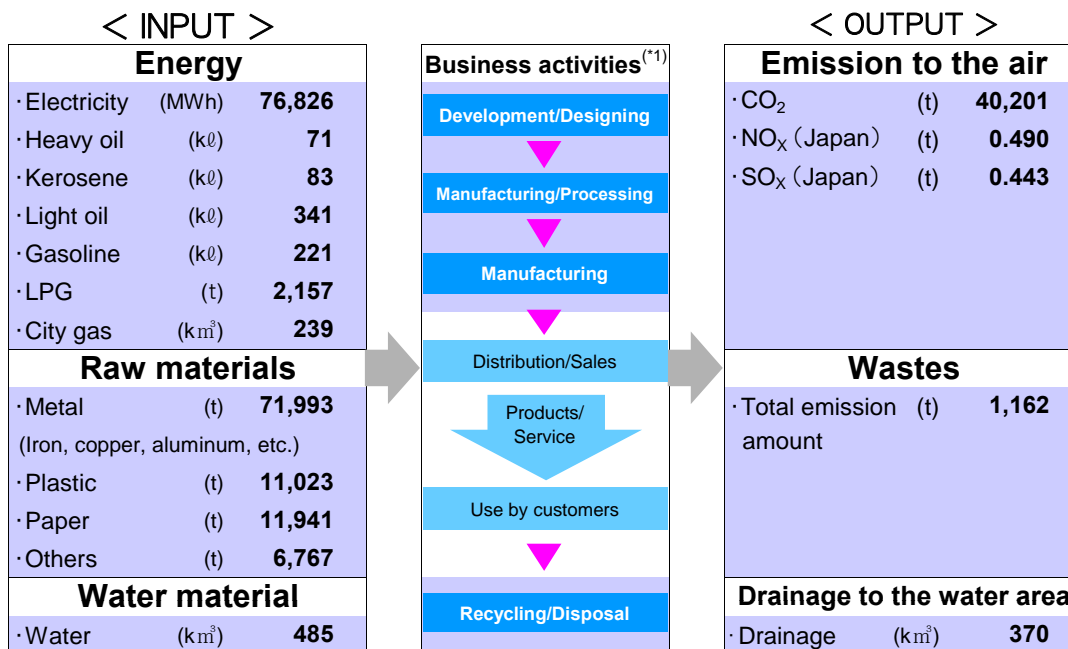 < INPUT >
Energy
·Electricity (MWh) 76,826
·Heavy oil (kℓ) 71
·Kerosene (kℓ) 83
·Light oil (kℓ) 341
·Gasoline (kℓ) 221
·LPG (t) 2,157
·City gas (k㎥) 239
Raw materials
·Metal (t) 71,993
(Iron, copper, aluminum, etc.)
·Plastic (t) 11,023
·Paper (t) 11,941
·Others (t) 6,767
Water material
·Water (k㎥) 485
Business activities(*1)
Development/Designing
Manufacturing/Processing
Manufacturing
Distribution/Sales
Products/
Service
Use by customers
Recycling/Disposal
< OUTPUT >
Emission to the air
·CO₂ (t) 40,201
·NOX（Japan） (t) 0.490
·SOX（Japan） (t) 0.443
Wastes
·Total emission (t) 1,162
amount
Drainage to the water area
·Drainage (k㎥) 370